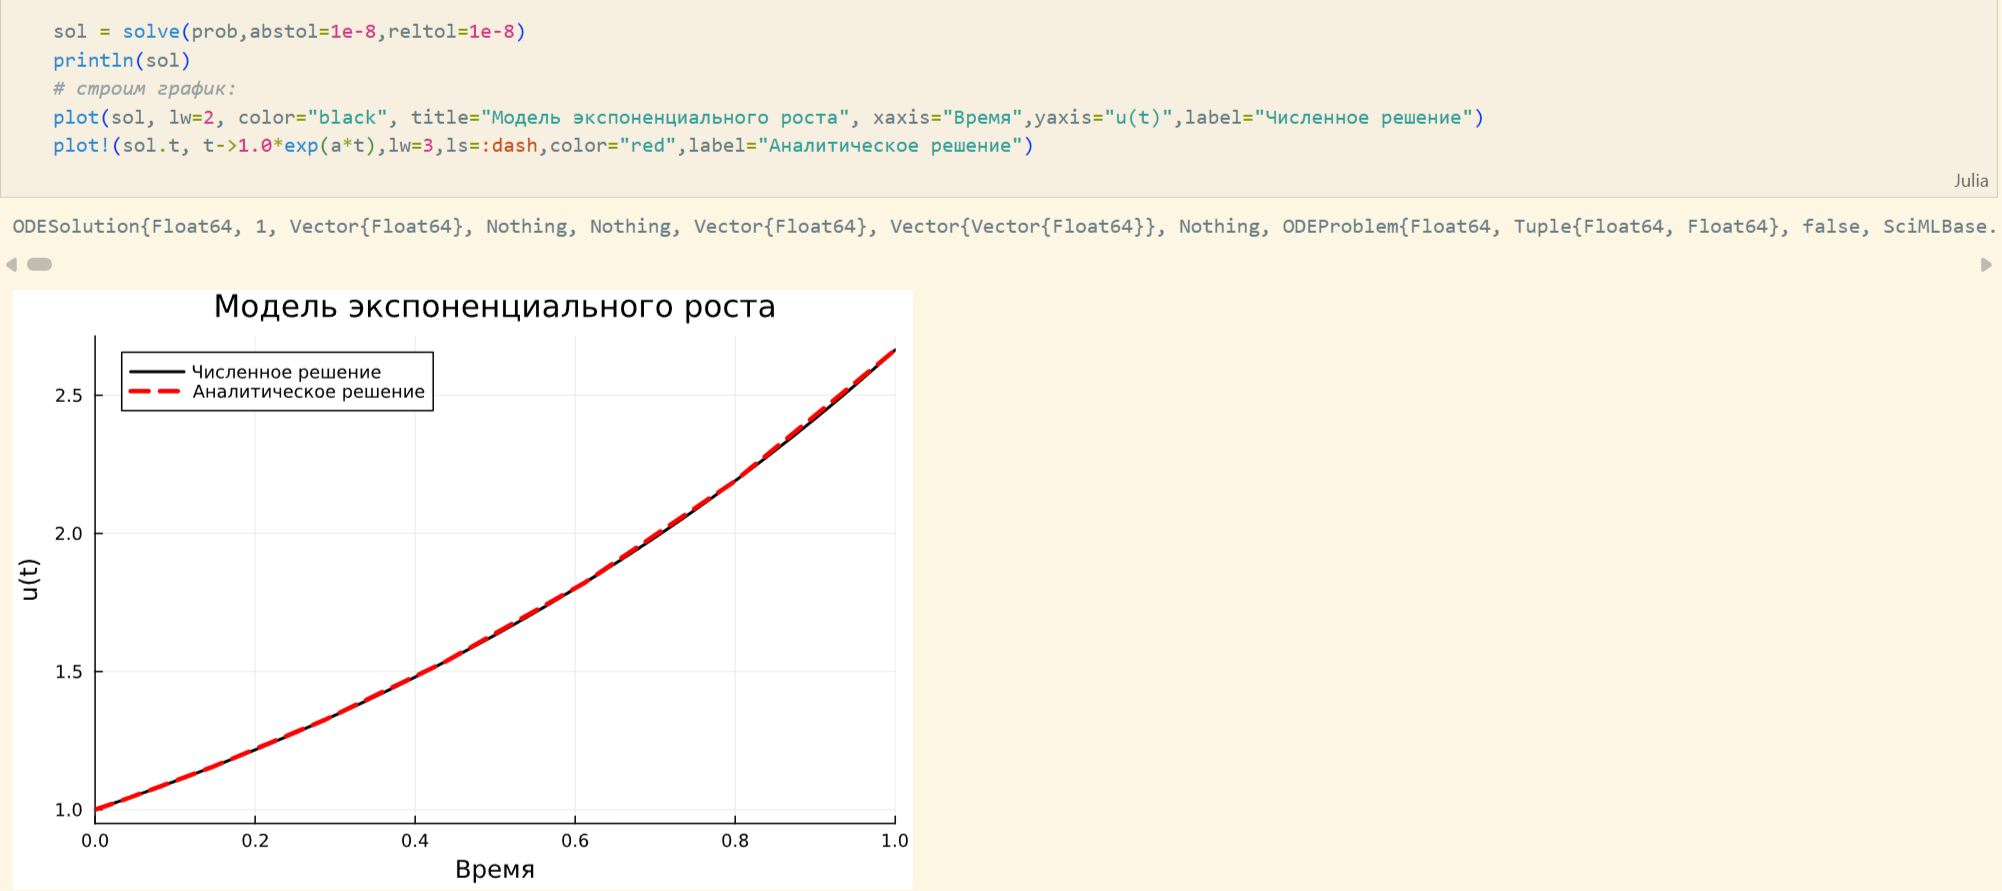 sol = solve(prob,abstol=1e-8,reltol=1e-8)
println(sol)
# строим график:
plot(sol, lw=2, color="black", title="Модель экспоненциального роста", xaxis="Время",yaxis="u(t)",label="Численное решение")
plot!(sol.t, t->1.0*exp(a*t),lw=3,ls=:dash,color="red",label="Аналитическое решение")
Julia
ODESolution{Float64, 1, Vector{Float64}, Nothing, Nothing, Vector{Float64}, Vector{Vector{Float64}}, Nothing, ODEProblem{Float64, Tuple{Float64, Float64}, false, SciMLBase.
Модель экспоненциального роста
Численное решение
Аналитическое решение
2.5
2.0
1.5
1.0
u(t)
0.0 0.2 0.4 0.6 0.8 1.0
Время